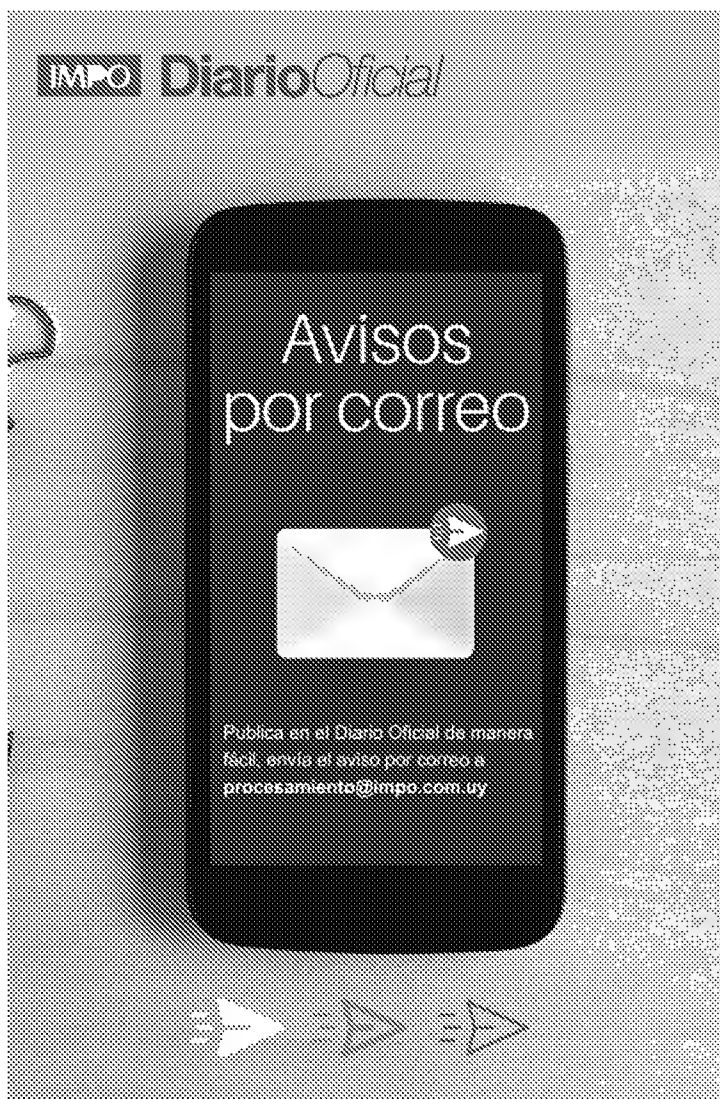 IMPO DiarioOficial
Avisos
por correo
Publica en el Diario Oficial de manera
fácil, envía el aviso por correo a
procesamiento@impo.com.uy